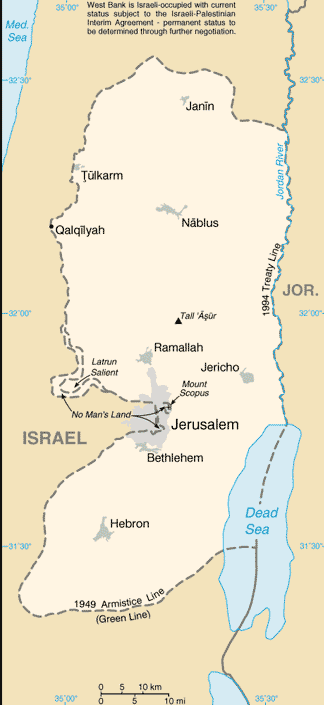 35°00'
West Bank is Israeli-occupied with current
status subject to the Israeli-Palestinian
Interim Agreement - permanent status to
be determined through further negotiation.
35°30'
Med.
Sea
32°30'
32°30'
Janīn
Jordan River
Ţūlkarm
Qalqīlyah
Nāblus
1994 Treaty Line
JOR.
32°00'
32°00'
Tall 'Āşūr
Latrun
Salient
Ramallah
Jericho
Mount
Scopus
No Man's Land
Jerusalem
ISRAEL
Bethlehem
Dead
Sea
Hebron
31°30'
31°30'
1949 Armistice Line
(Green Line)
0 5 10 km
0 5 10 mi
35°00'
35°30'